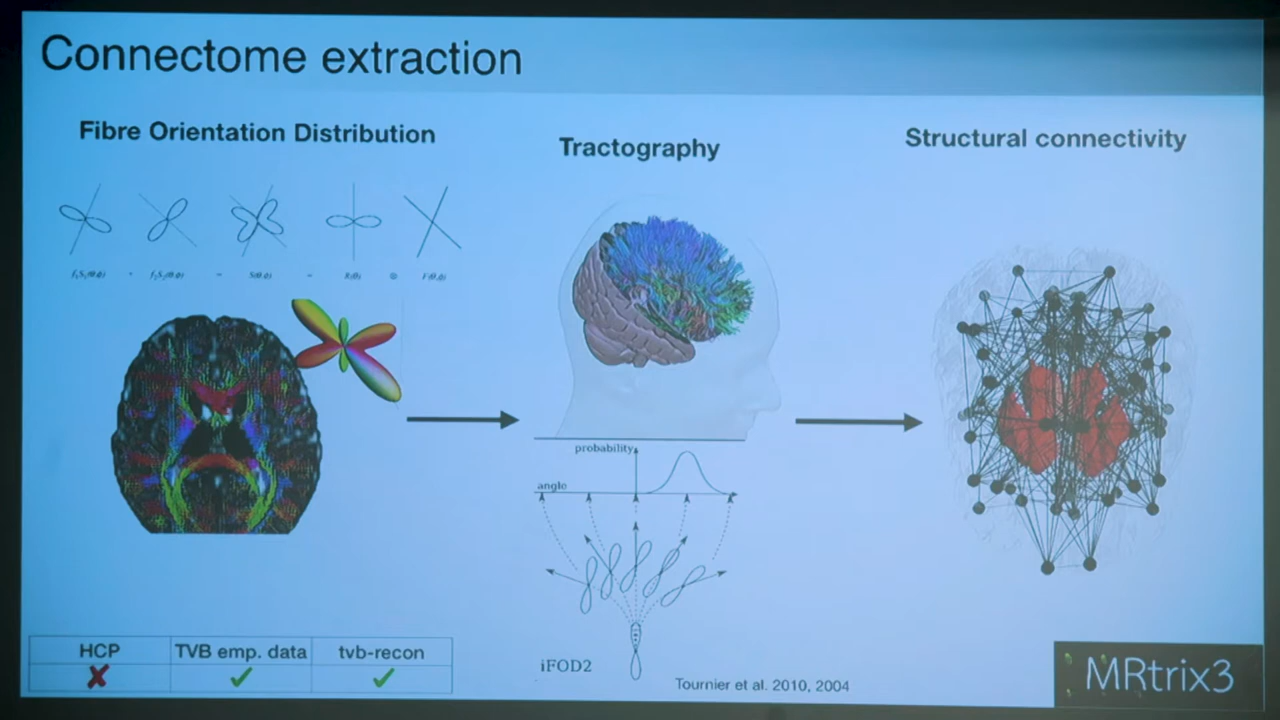 Connectome extraction
Fibre Orientation Distribution
Tractography
Structural connectivity
probability
angle
iFOD2
Tournier et al. 2010, 2004
HCP
TVB emp. data
tvb-recon
MRtrix3